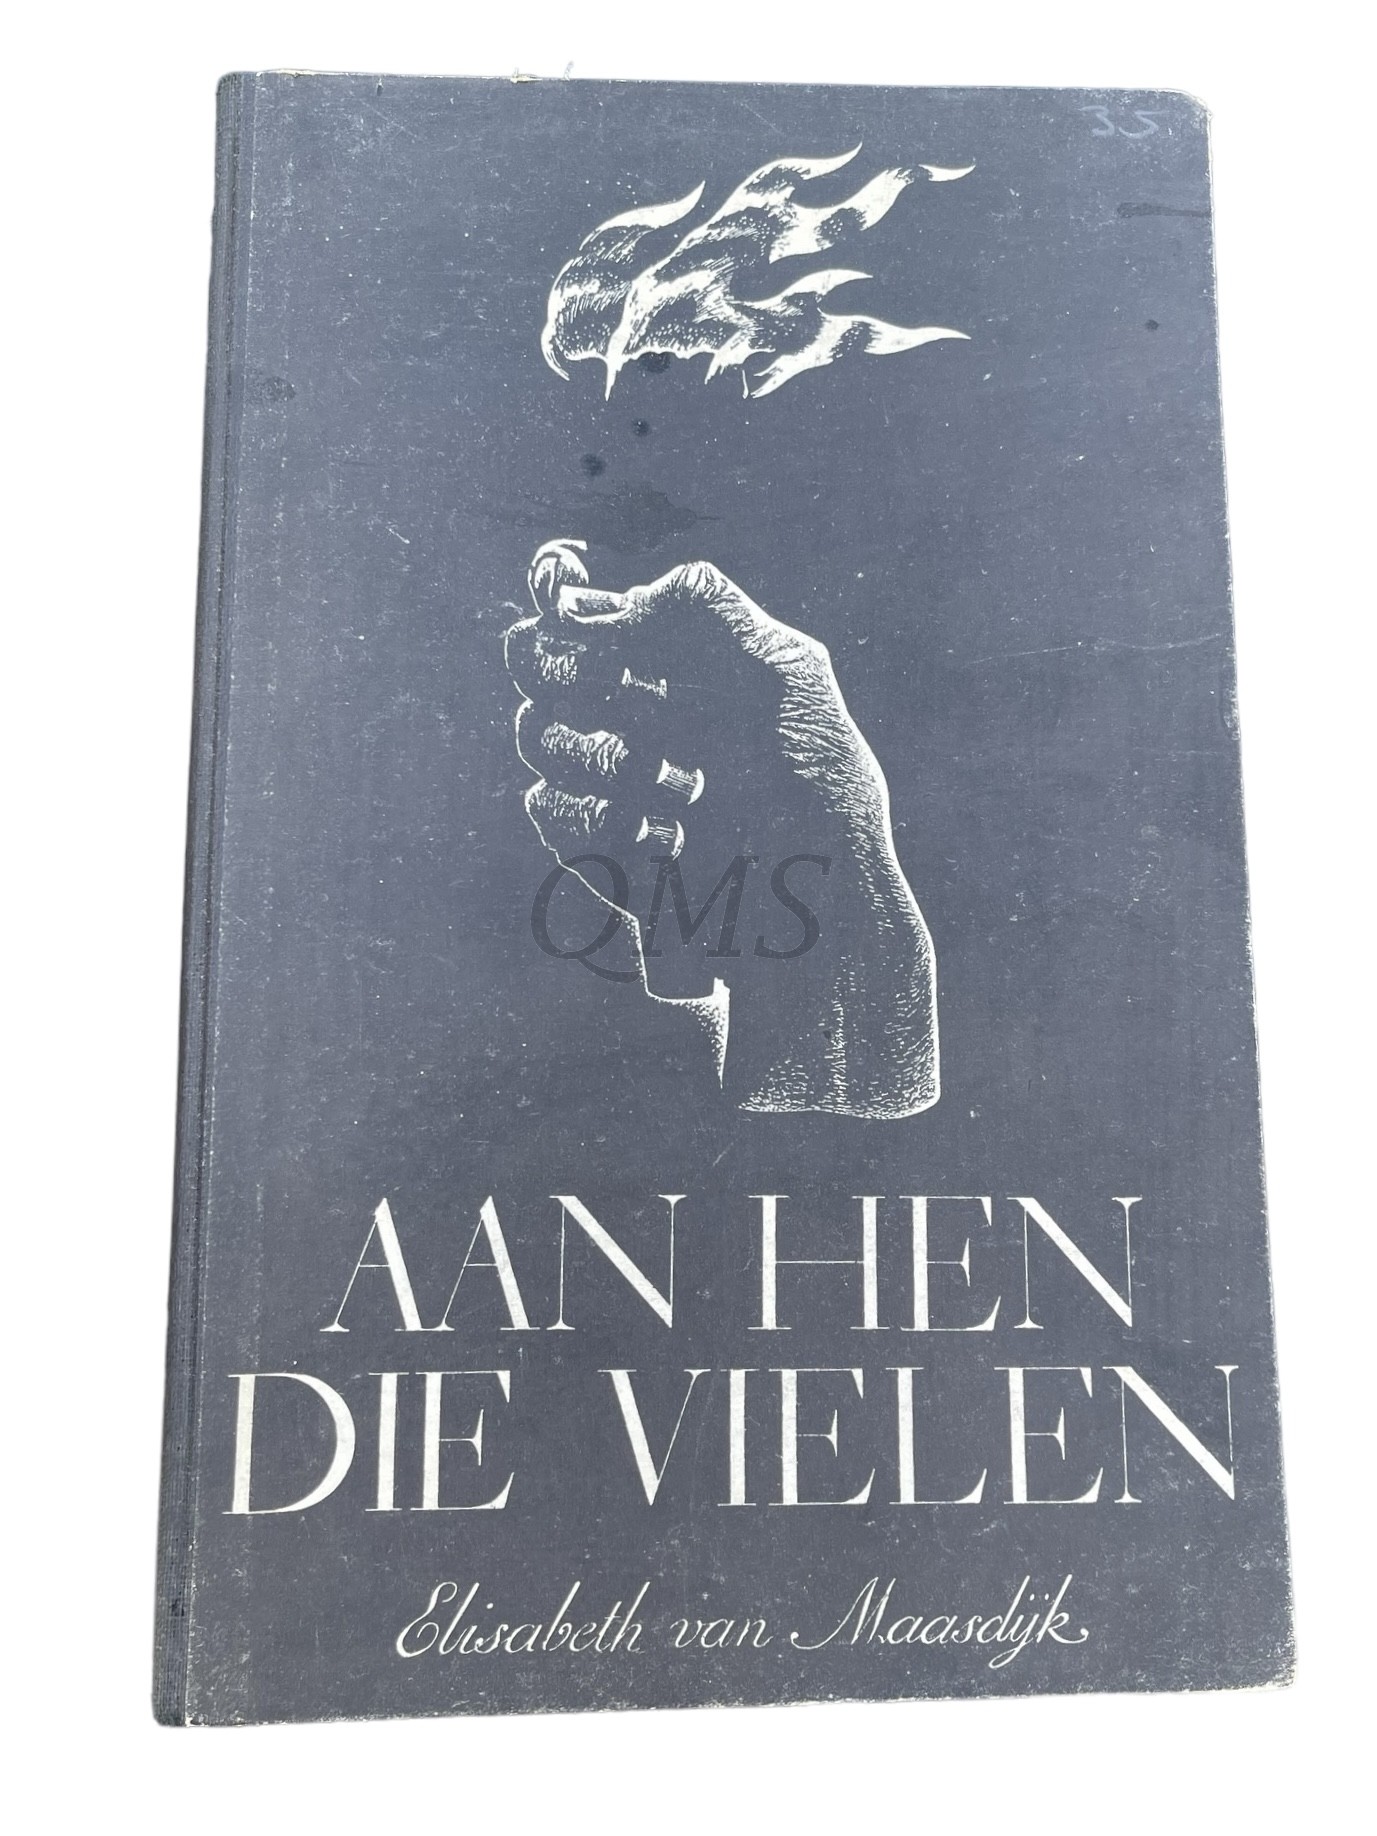 35
QMS
AAN HEN
DIE VIELEN
Elisabeth van Maasdijk